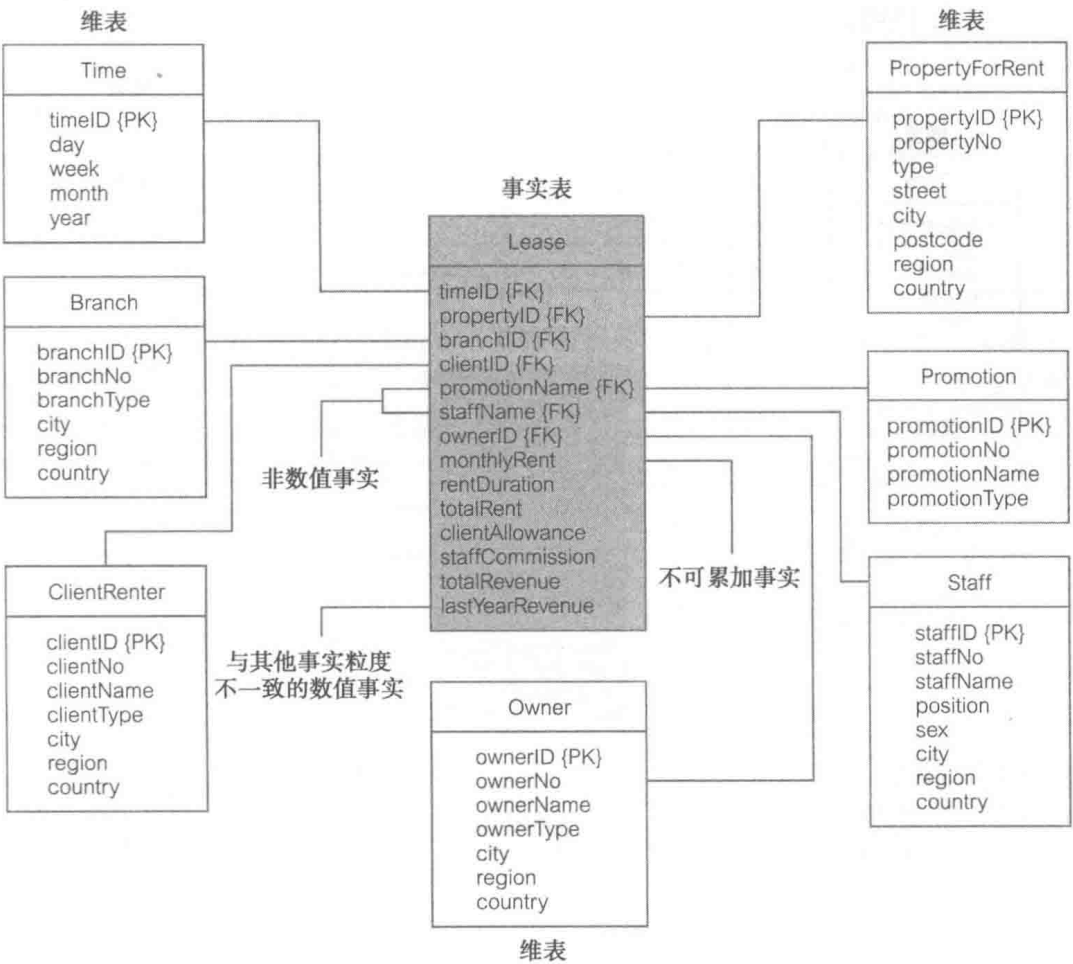 维表
Time
timeID {PK}
day
week
month
year
Branch
branchID {PK}
branchNo
branchType
city
region
country
ClientRenter
clientID {PK}
clientNo
clientName
clientType
city
region
country
事实表
Lease
timeID {FK}
propertyID {FK}
branchID {FK}
clientID {FK}
promotionName {FK}
staffName {FK}
ownerID {FK}
monthlyRent
rentDuration
totalRent
clientAllowance
staffCommission
totalRevenue
lastYearRevenue
非数值事实
与其他事实粒度
不一致的数值事实
不可累加事实
Owner
ownerID {PK}
ownerNo
ownerName
ownerType
city
region
country
维表
维表
PropertyForRent
propertyID {PK}
propertyNo
type
street
city
postcode
region
country
Promotion
promotionID {PK}
promotionNo
promotionName
promotionType
Staff
staffID {PK}
staffNo
staffName
position
sex
city
region
country